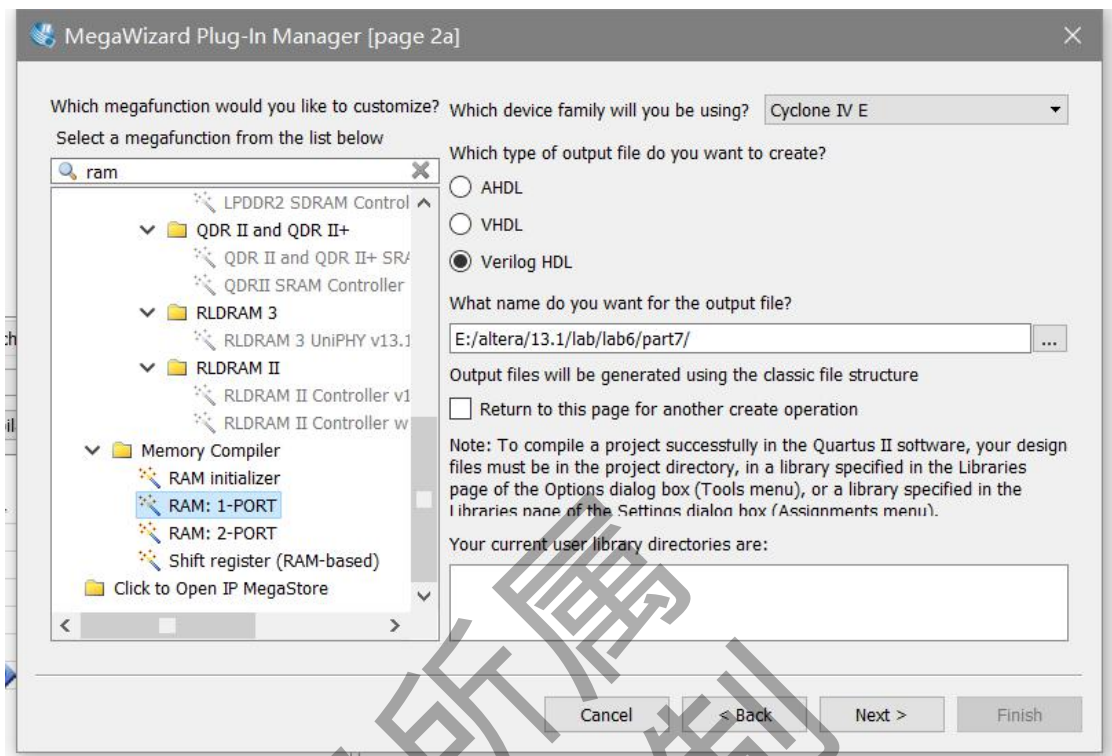 MegaWizard Plug-In Manager [page 2a]
Which megafunction would you like to customize?
Select a megafunction from the list below
ram
LPDDR2 SDRAM Control
QDR II and QDR II+
QDR II and QDR II+ SRA
QDRII SRAM Controller
RLDRAM 3
RLDRAM 3 UniPHY v13.1
RLDRAM II
RLDRAM II Controller v1
RLDRAM II Controller w
Memory Compiler
RAM initializer
RAM: 1-PORT
RAM: 2-PORT
Shift register (RAM-based)
Click to Open IP MegaStore
Which device family will you be using?
Cyclone IV E
Which type of output file do you want to create?
AHDL
VHDL
Verilog HDL
What name do you want for the output file?
E:/altera/13.1/lab/lab6/part7/
...
Output files will be generated using the classic file structure
Return to this page for another create operation
Note: To compile a project successfully in the Quartus II software, your design
files must be in the project directory, in a library specified in the Libraries
page of the Options dialog box (Tools menu), or a library specified in the
Libraries page of the Settings dialog box (Assignments menu).
Your current user library directories are:
Cancel
< Back
Next >
Finish
所属
制